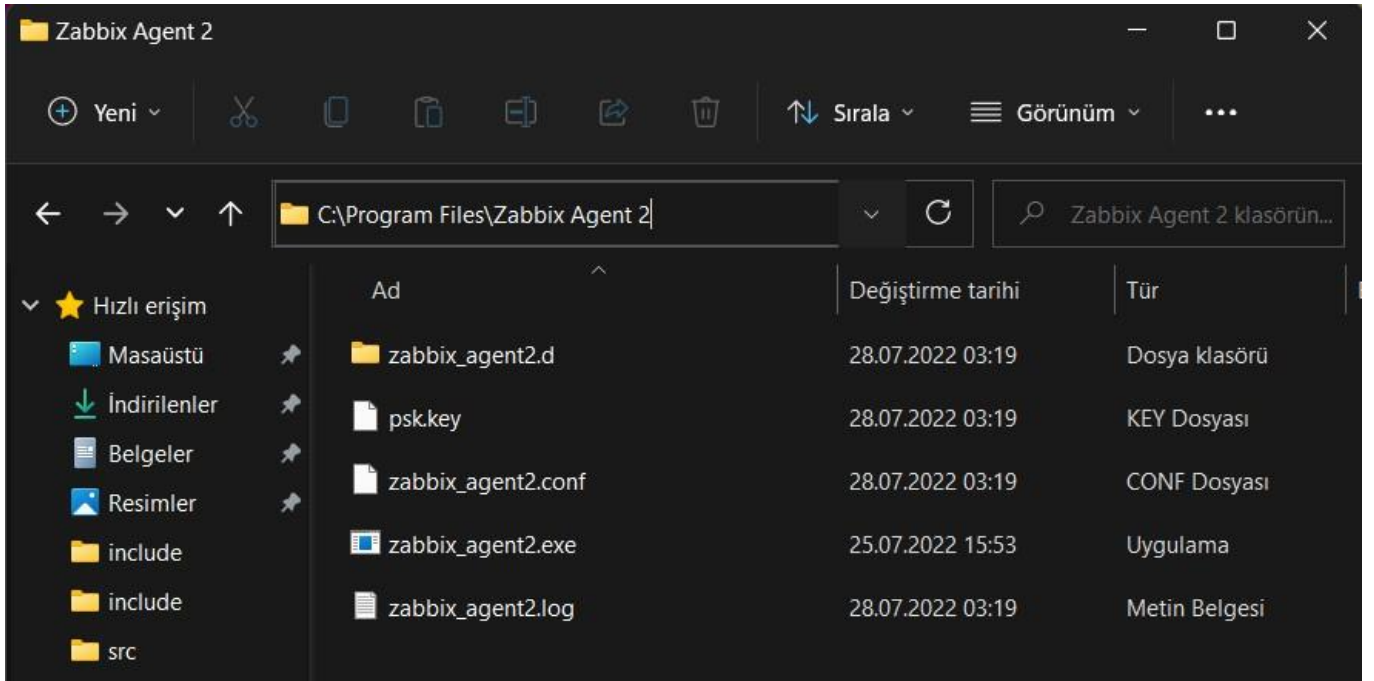 Zabbix Agent 2
Yeni Sırala Görünüm
C:\Program Files\Zabbix Agent 2 Zabbix Agent 2 klasörün...
Hızlı erişim
Masaüstü
İndirilenler
Belgeler
Resimler
include
include
src
Ad Değiştirme tarihi Tür
zabbix_agent2.d 28.07.2022 03:19 Dosya klasörü
psk.key 28.07.2022 03:19 KEY Dosyası
zabbix_agent2.conf 28.07.2022 03:19 CONF Dosyası
zabbix_agent2.exe 25.07.2022 15:53 Uygulama
zabbix_agent2.log 28.07.2022 03:19 Metin Belgesi